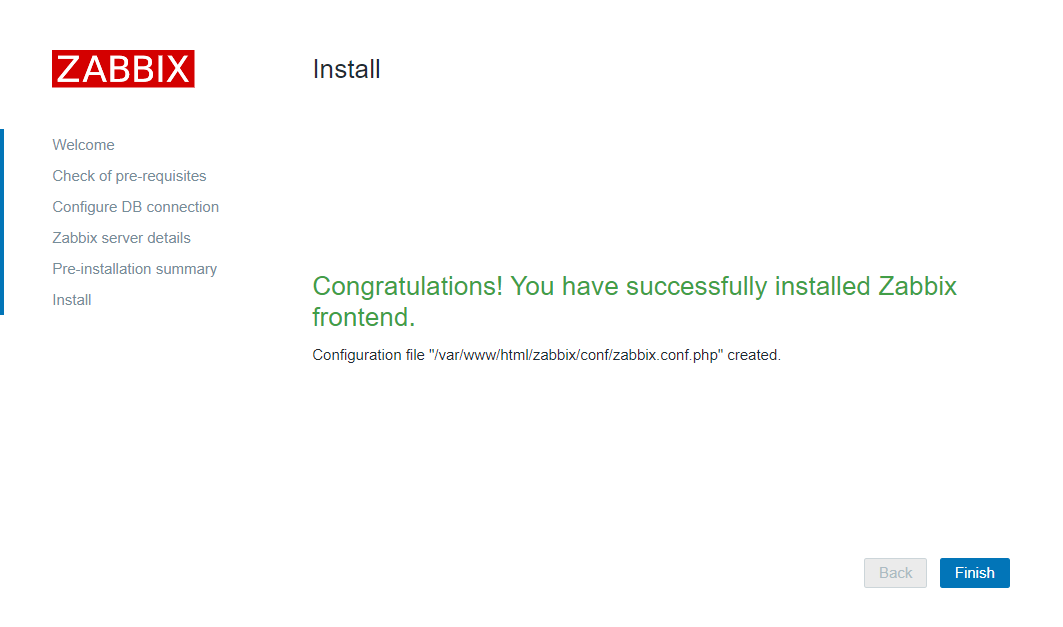 ZABBIX
Install
Welcome
Check of pre-requisites
Configure DB connection
Zabbix server details
Pre-installation summary
Install
Congratulations! You have successfully installed Zabbix
frontend.
Configuration file "/var/www/html/zabbix/conf/zabbix.conf.php" created.
Back
Finish